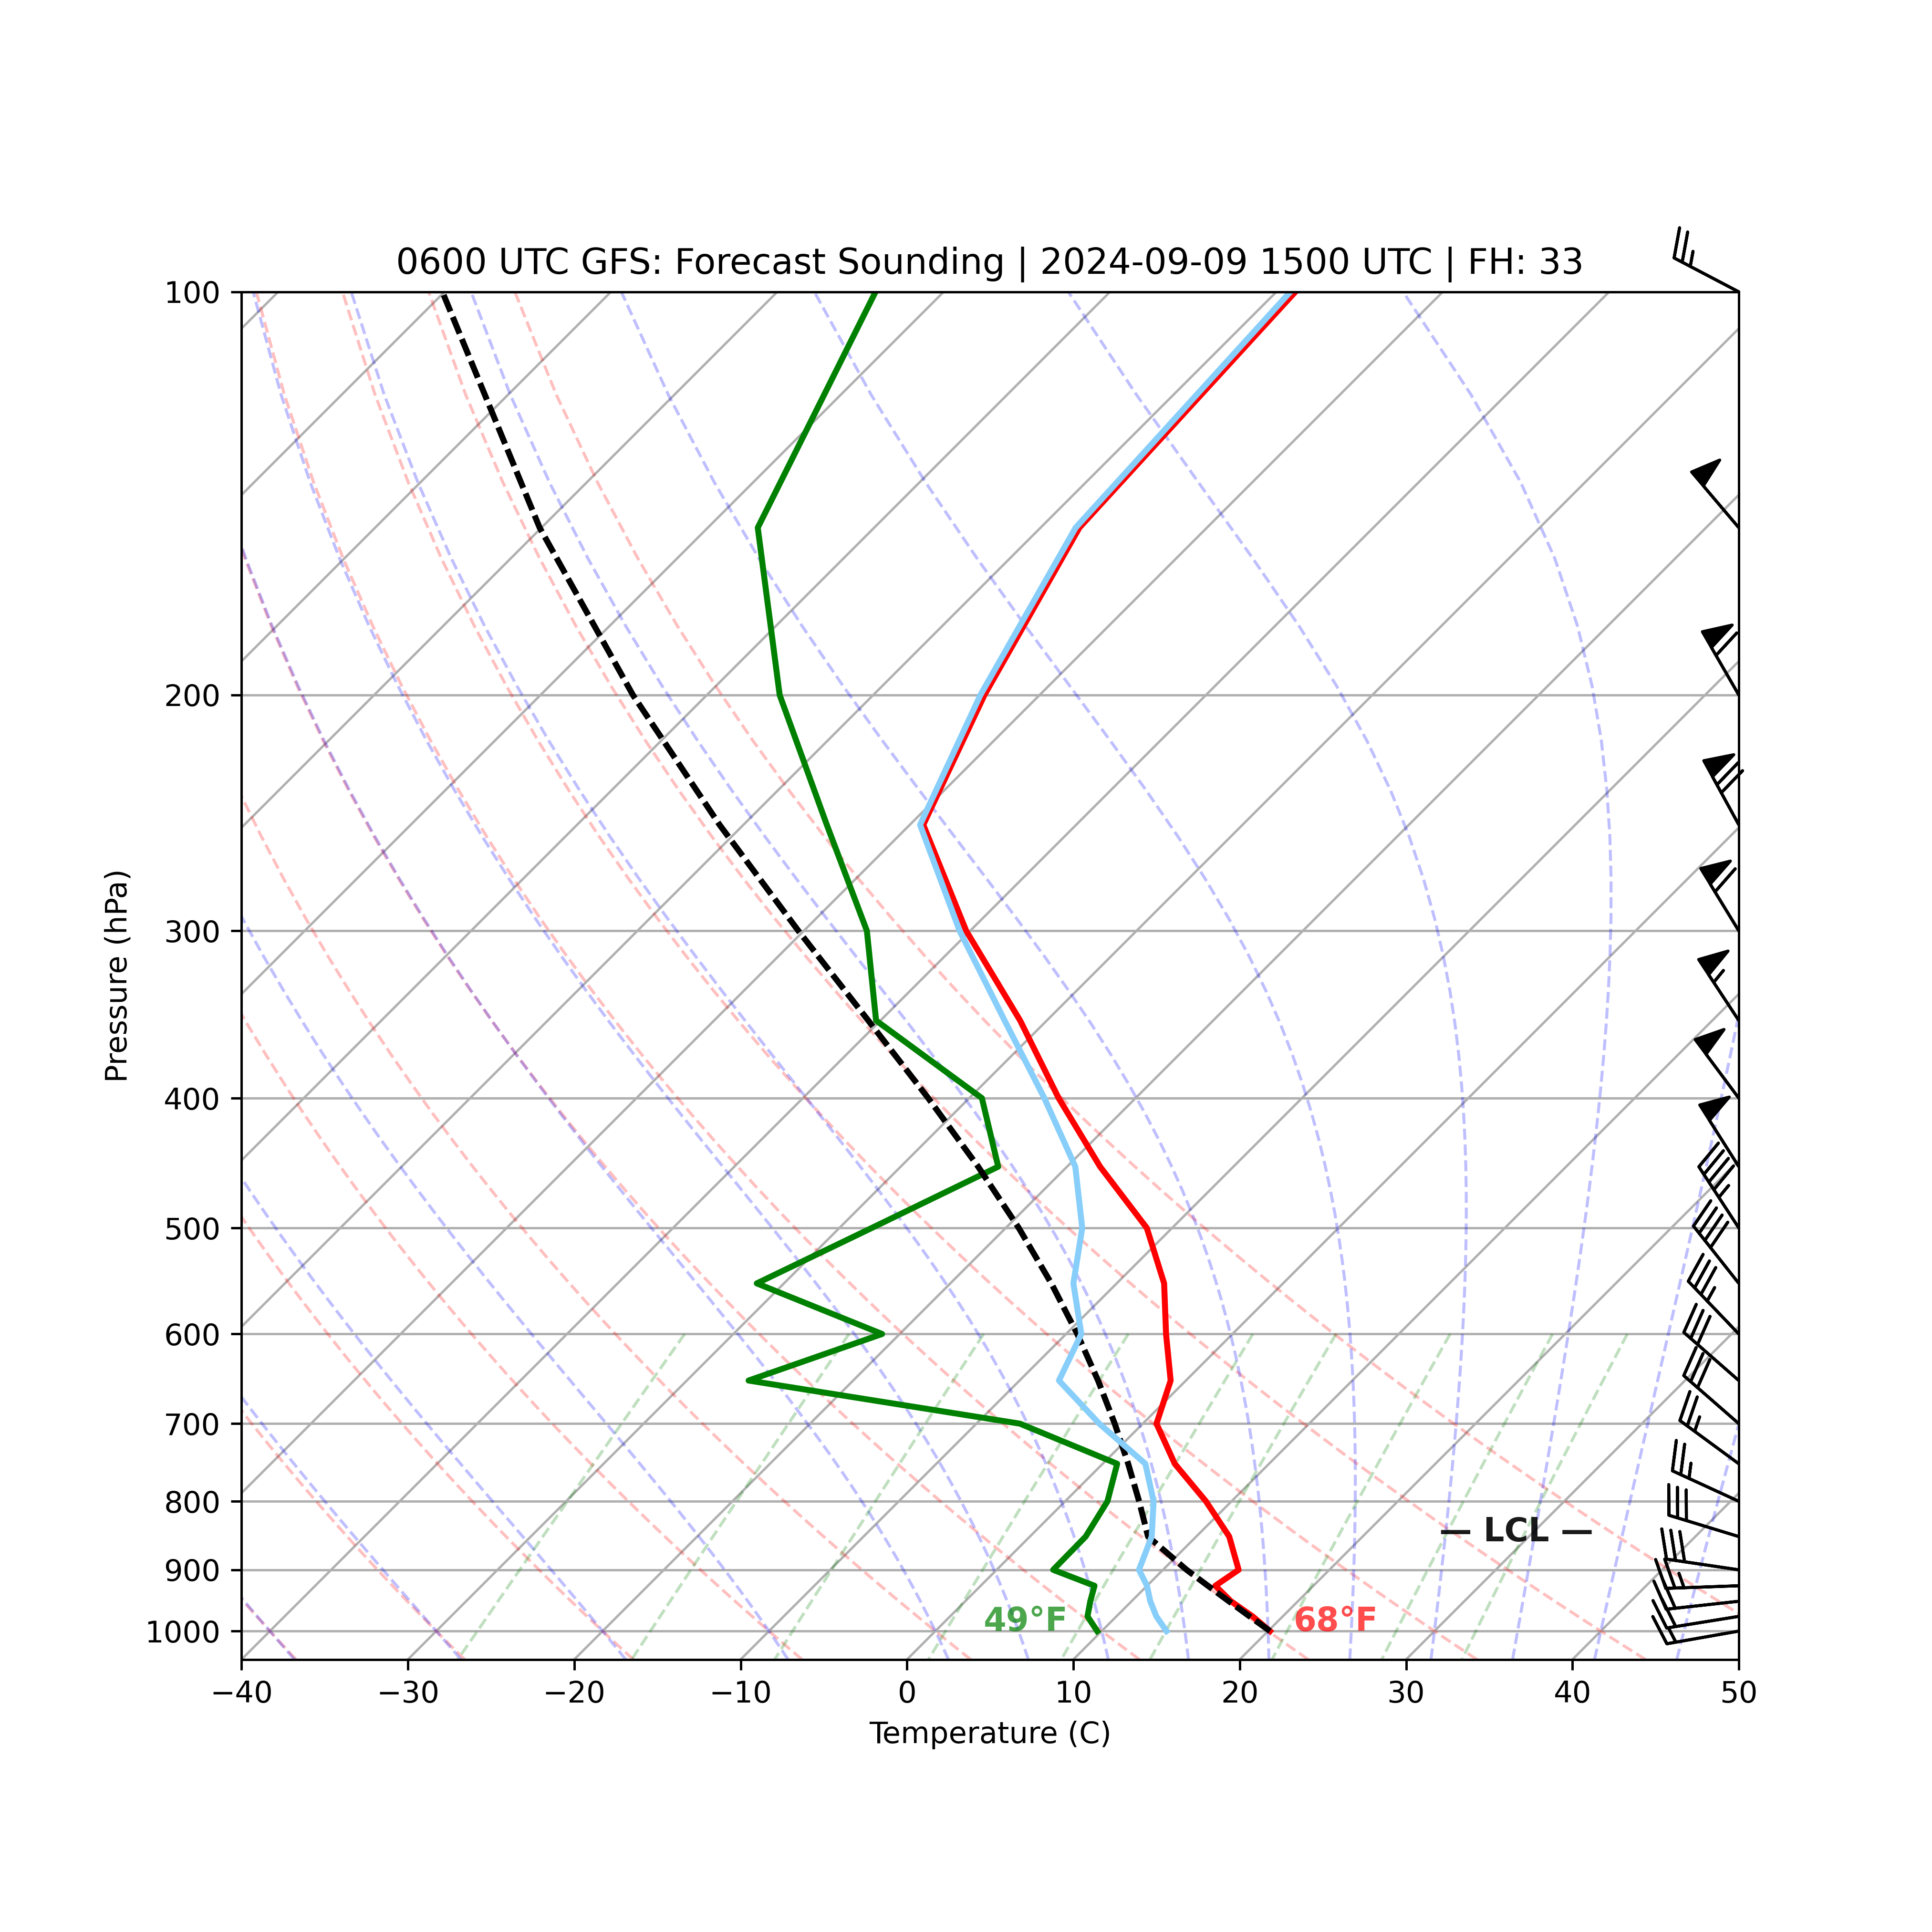 0600 UTC GFS: Forecast Sounding | 2024-09-09 1500 UTC | FH: 33
100
200
300
400
500
600
700
800
900
1000
Pressure (hPa)
— LCL —
49°F
68°F
−40 −30 −20 −10 0 10 20 30 40 50
Temperature (C)